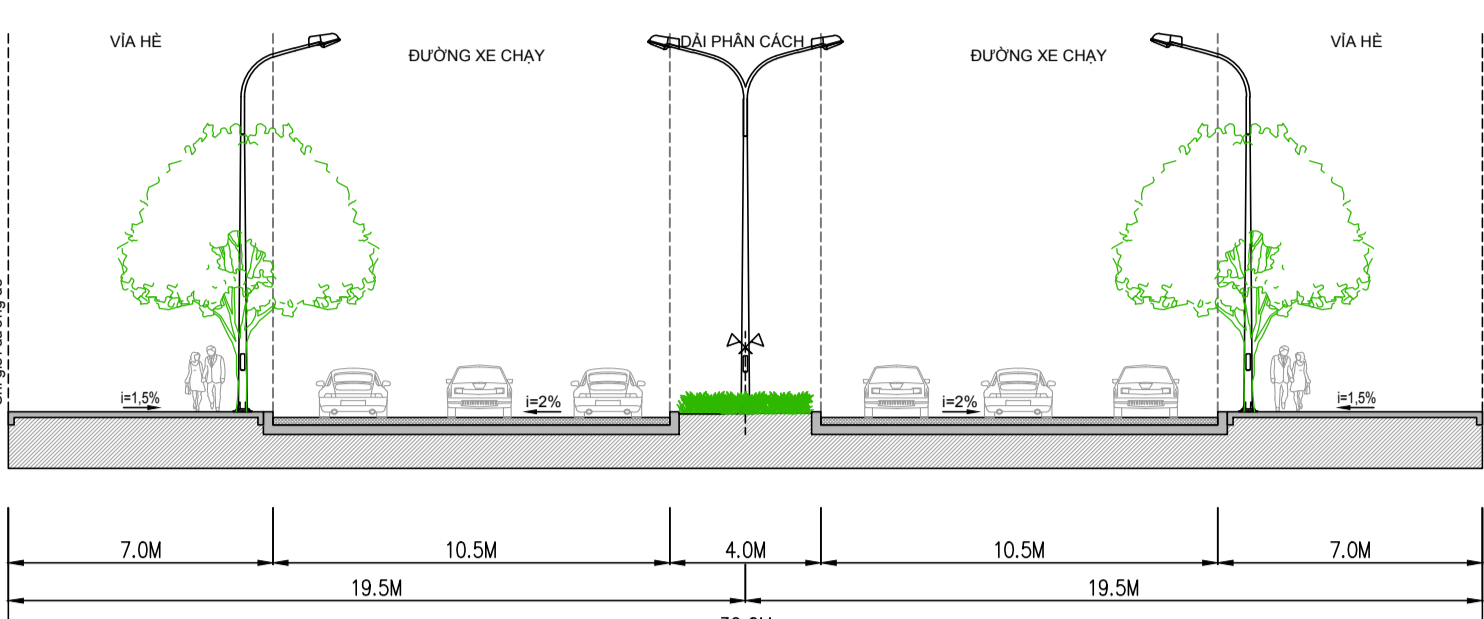 VỈA HÈ
ĐƯỜNG XE CHẠY
DẢI PHÂN CÁCH
ĐƯỜNG XE CHẠY
VỈA HÈ
i=1,5%
i=2%
i=2%
i=1,5%
7.0M
10.5M
4.0M
10.5M
7.0M
19.5M
19.5M